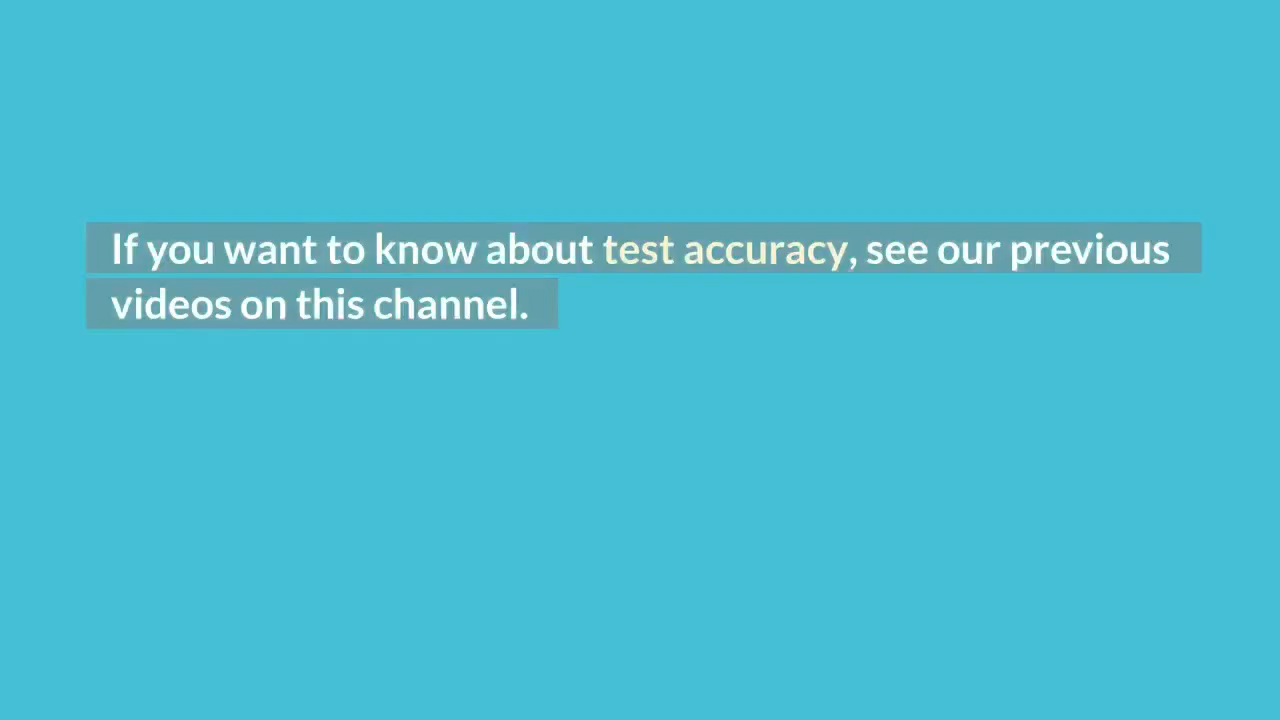 If you want to know about test accuracy, see our previous
videos on this channel.